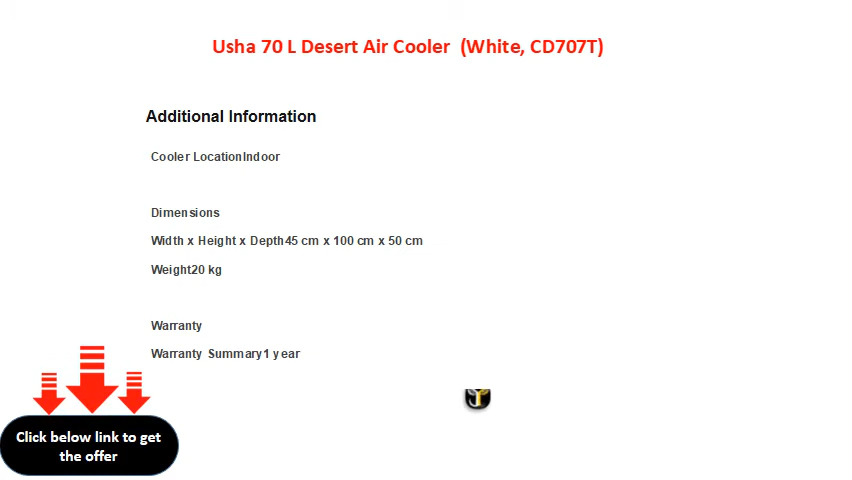 Usha 70 L Desert Air Cooler (White, CD707T)
Additional Information
Cooler LocationIndoor
Dimensions
Width x Height x Depth45 cm x 100 cm x 50 cm
Weight20 kg
Warranty
Warranty Summary1 year
Click below link to get
the offer